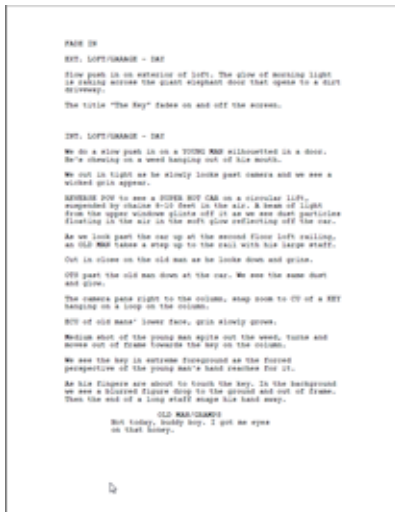 FADE IN
EXT. LOFT/GARAGE - DAY
Slow push in on exterior of loft. The glow of morning light
is raking across the giant elephant door that opens to a dirt
driveway.
The title "The Key" fades on and off the screen.
INT. LOFT/GARAGE - DAY
We do a slow push in on a YOUNG MAN silhouetted in a door.
He's chewing on a weed hanging out of his mouth.
We cut in tight as he slowly looks past camera and we see a
wicked grin appear.
REVERSE POV to see a SUPER HOT CAR on a circular lift,
suspended by chains 8-10 feet in the air. A beam of light
from the upper windows glints off it as we see dust particles
floating in the air in the soft glow reflecting off the car.
As we look past the car up at the second floor loft railing,
an OLD MAN takes a step up to the rail with his large staff.
Cut in close on the old man as he looks down and grins.
OTS past the old man down at the car. We see the same dust
and glow.
The camera pans right to the column, snap zoom to CU of a KEY
hanging on a loop on the column.
ECU of old mans' lower face, grin slowly grows.
Medium shot of the young man spits out the weed, turns and
moves out of frame towards the key on the column.
We see the key in extreme foreground as the forced
perspective of the young man's hand reaches for it.
As his fingers are about to touch the key. In the background
we see a blurred figure drop to the ground and out of frame.
Then the end of a long staff snaps his hand away.
OLD MAN/GRAMPS
Not today, buddy boy. I got me eyes
on that honey.